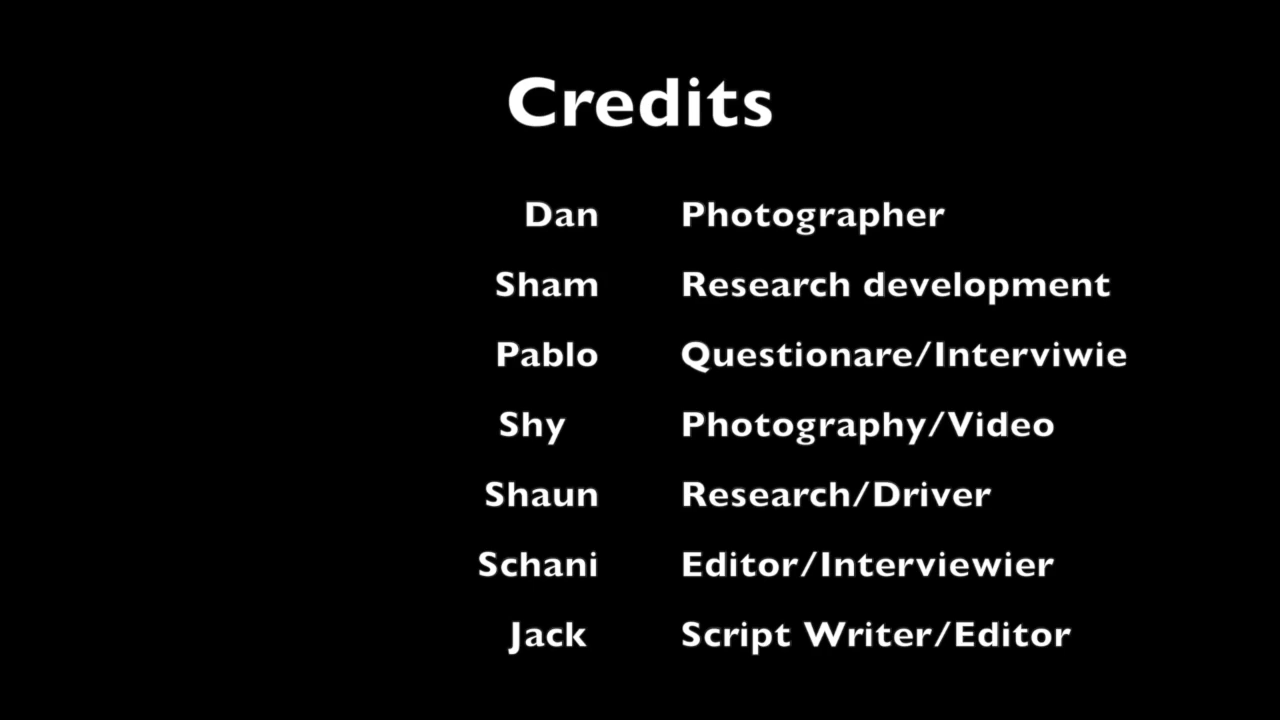 Credits
Dan Photographer
Sham Research development
Pablo Questionare/Interviwie
Shy Photography/Video
Shaun Research/Driver
Schani Editor/Interviewier
Jack Script Writer/Editor